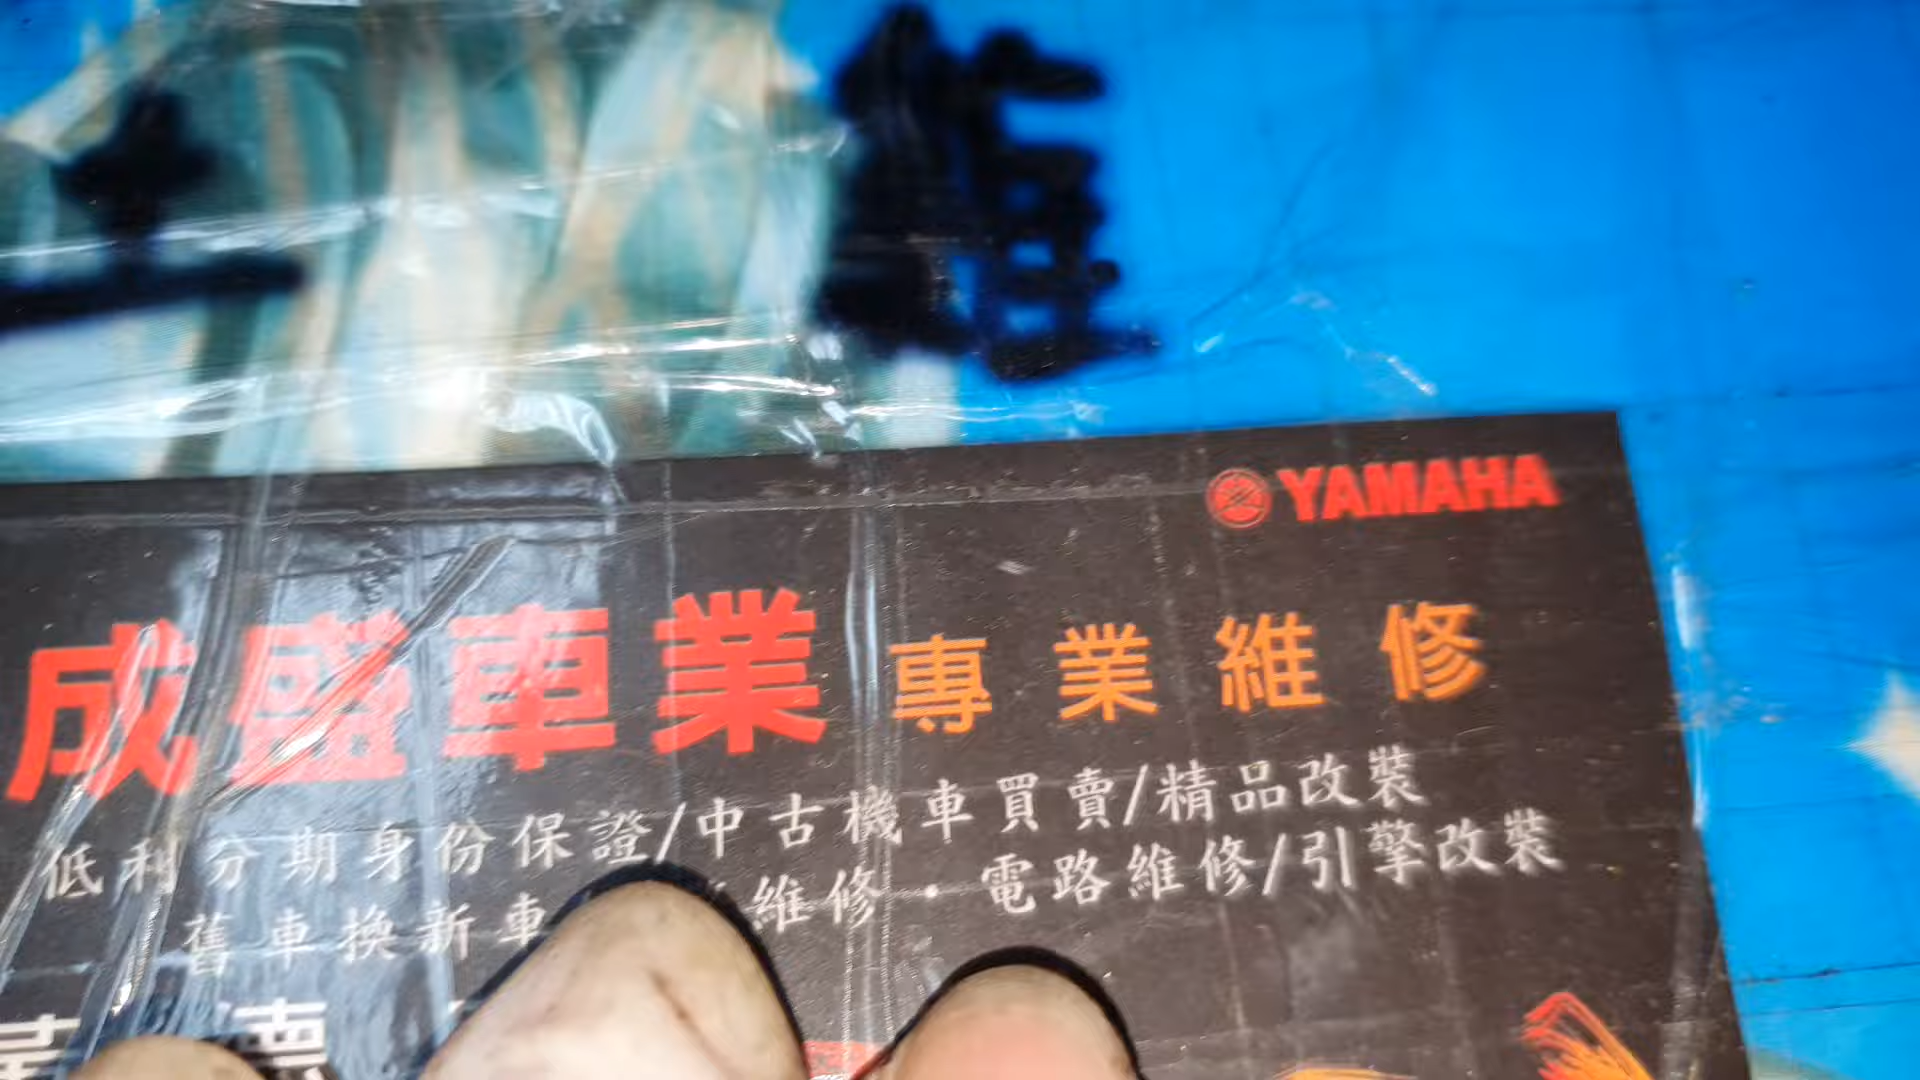 YAMAHA
成盛車業 專業維修
低利分期身份保證/中古機車買賣/精品改裝
舊車換新車 維修・電路維修/引擎改裝
德